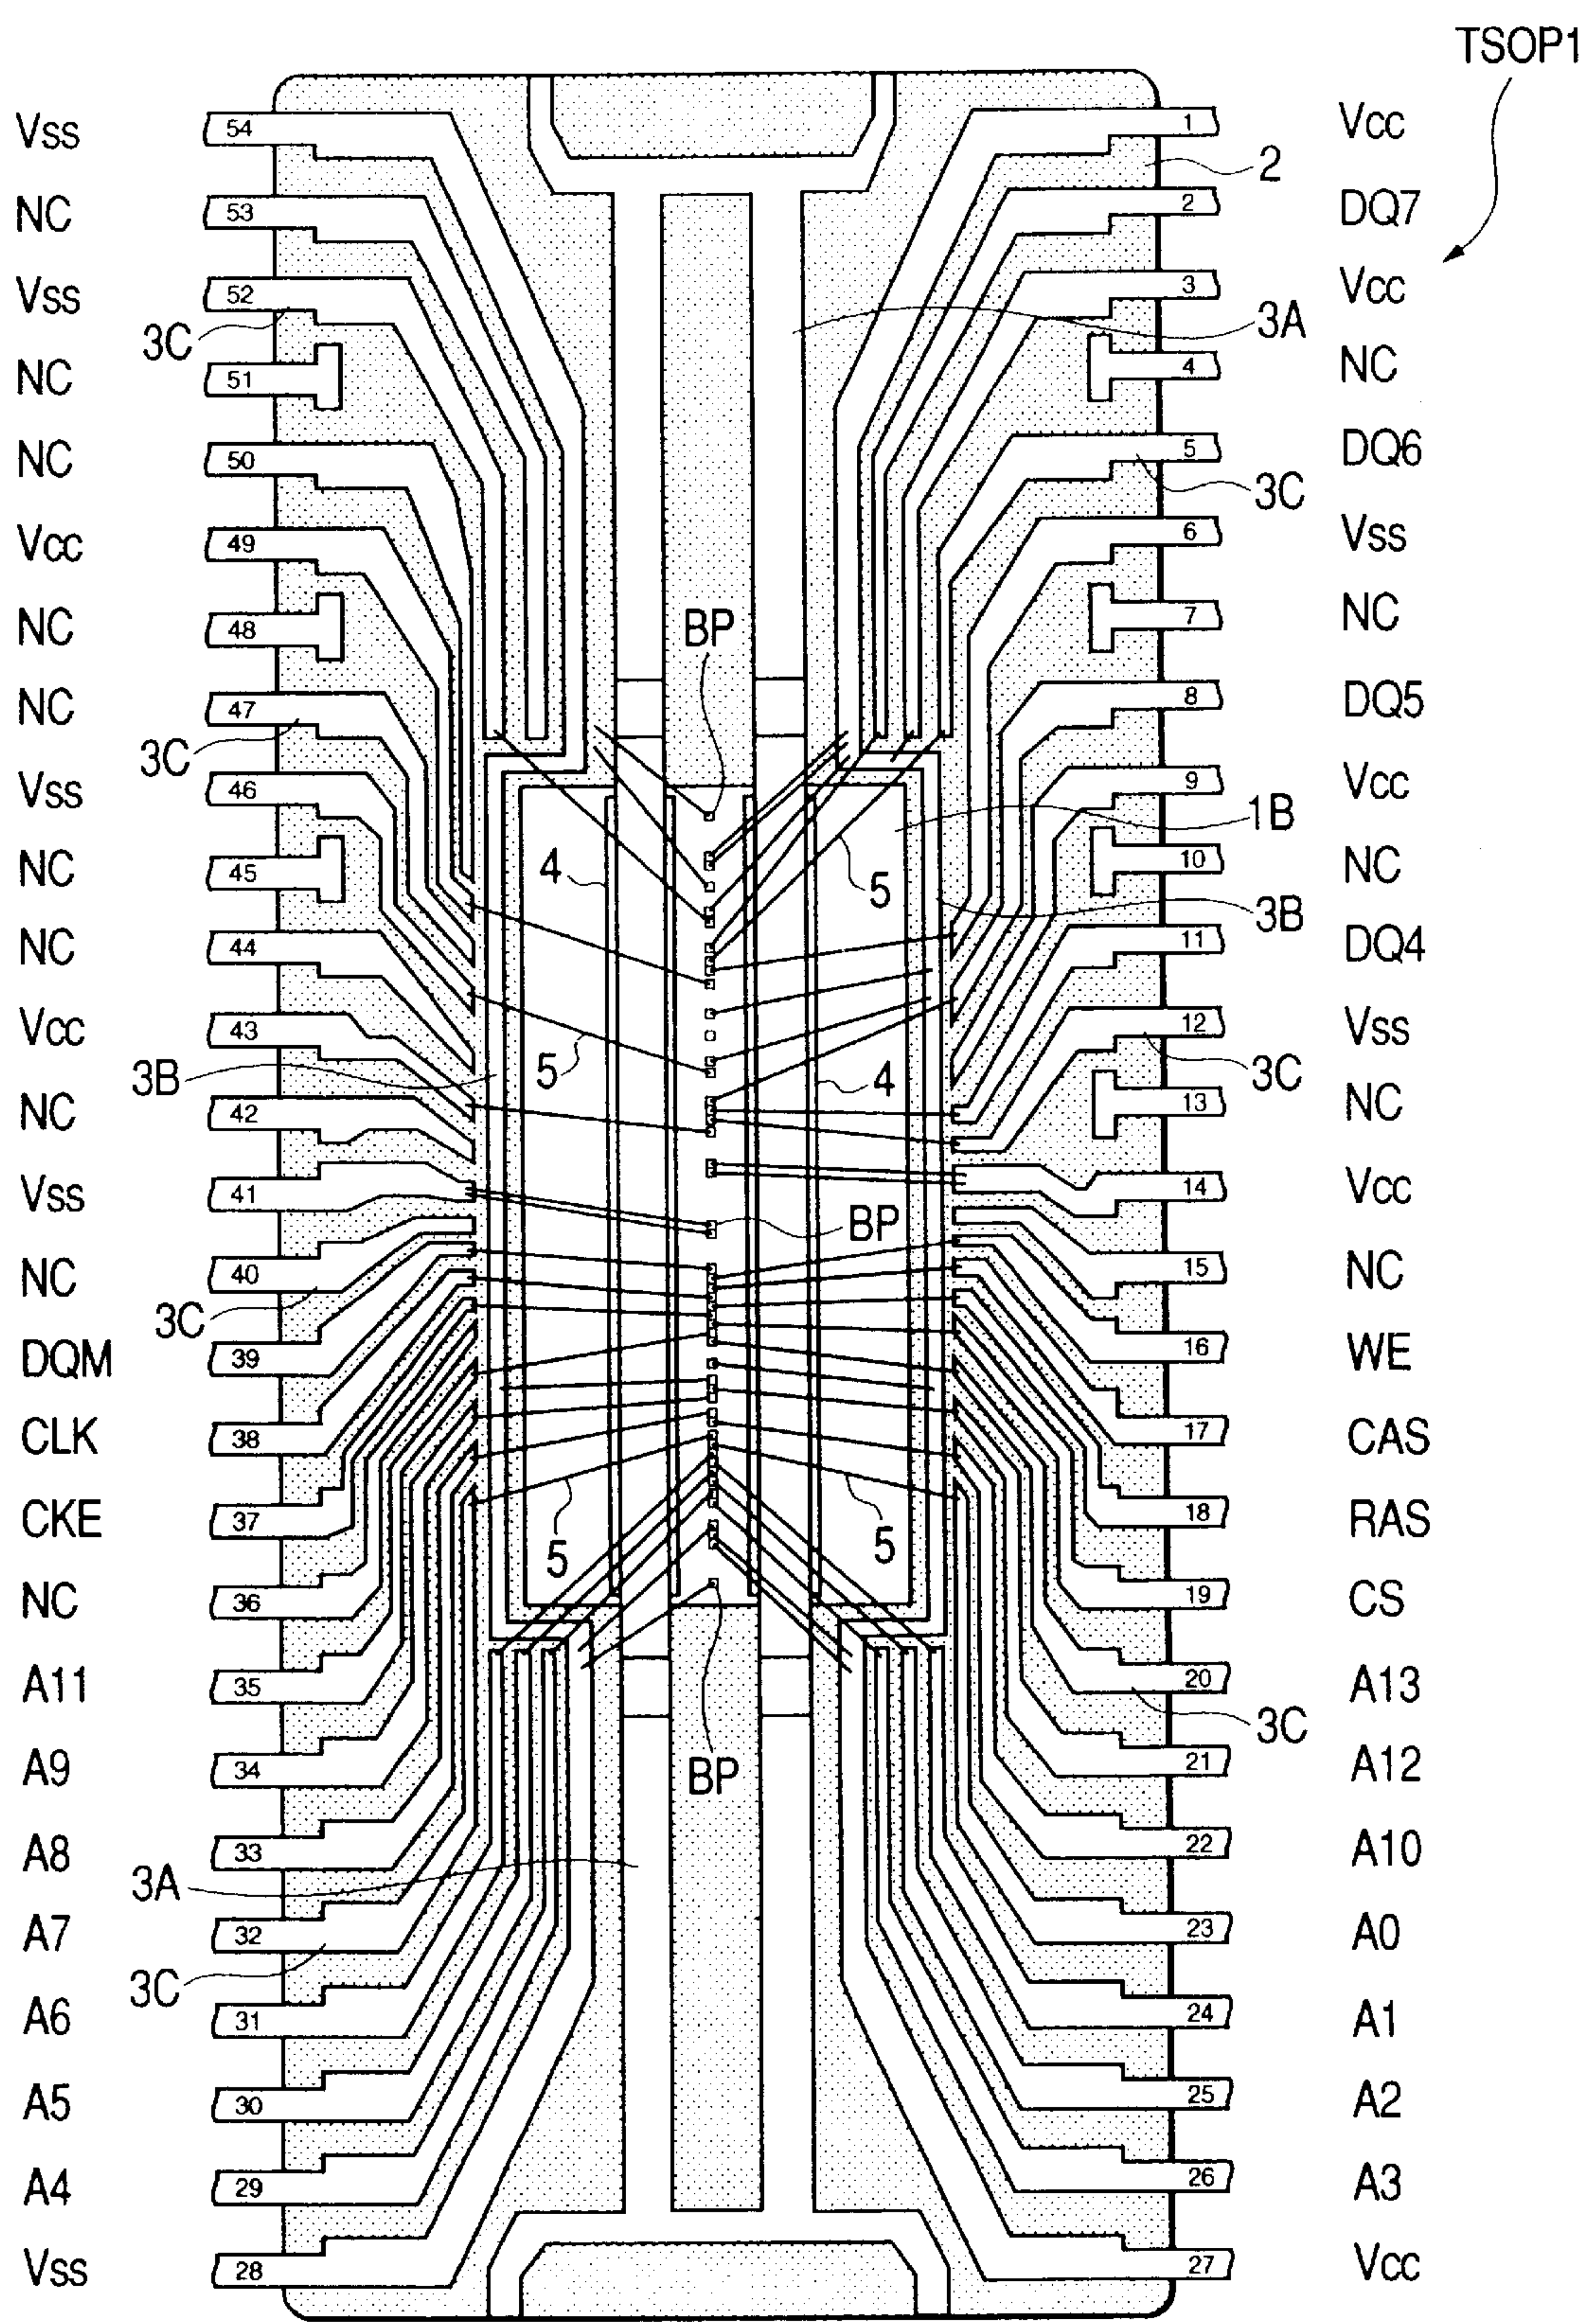 TSOP1
Vss 54 1 Vcc
2
NC 53 2 DQ7
Vss 52 3 Vcc
3C 3A
NC 51 4 NC
NC 50 5 DQ6
3C
Vcc 49 6 Vss
NC 48 BP 7 NC
NC 47 8 DQ5
3C
Vss 46 9 Vcc
1B
NC 45 4 5 10 NC
3B
NC 44 11 DQ4
Vcc 43 12 Vss
3B 5 4 3C
NC 42 13 NC
Vss 41 14 Vcc
BP
NC 40 15 NC
3C
DQM 39 16 WE
CLK 38 17 CAS
CKE 37 18 RAS
5 5
NC 36 19 CS
A11 35 20 A13
3C
A9 34 BP 21 A12
A8 33 22 A10
3A
A7 32 23 A0
3C
A6 31 24 A1
A5 30 25 A2
A4 29 26 A3
Vss 28 27 Vcc